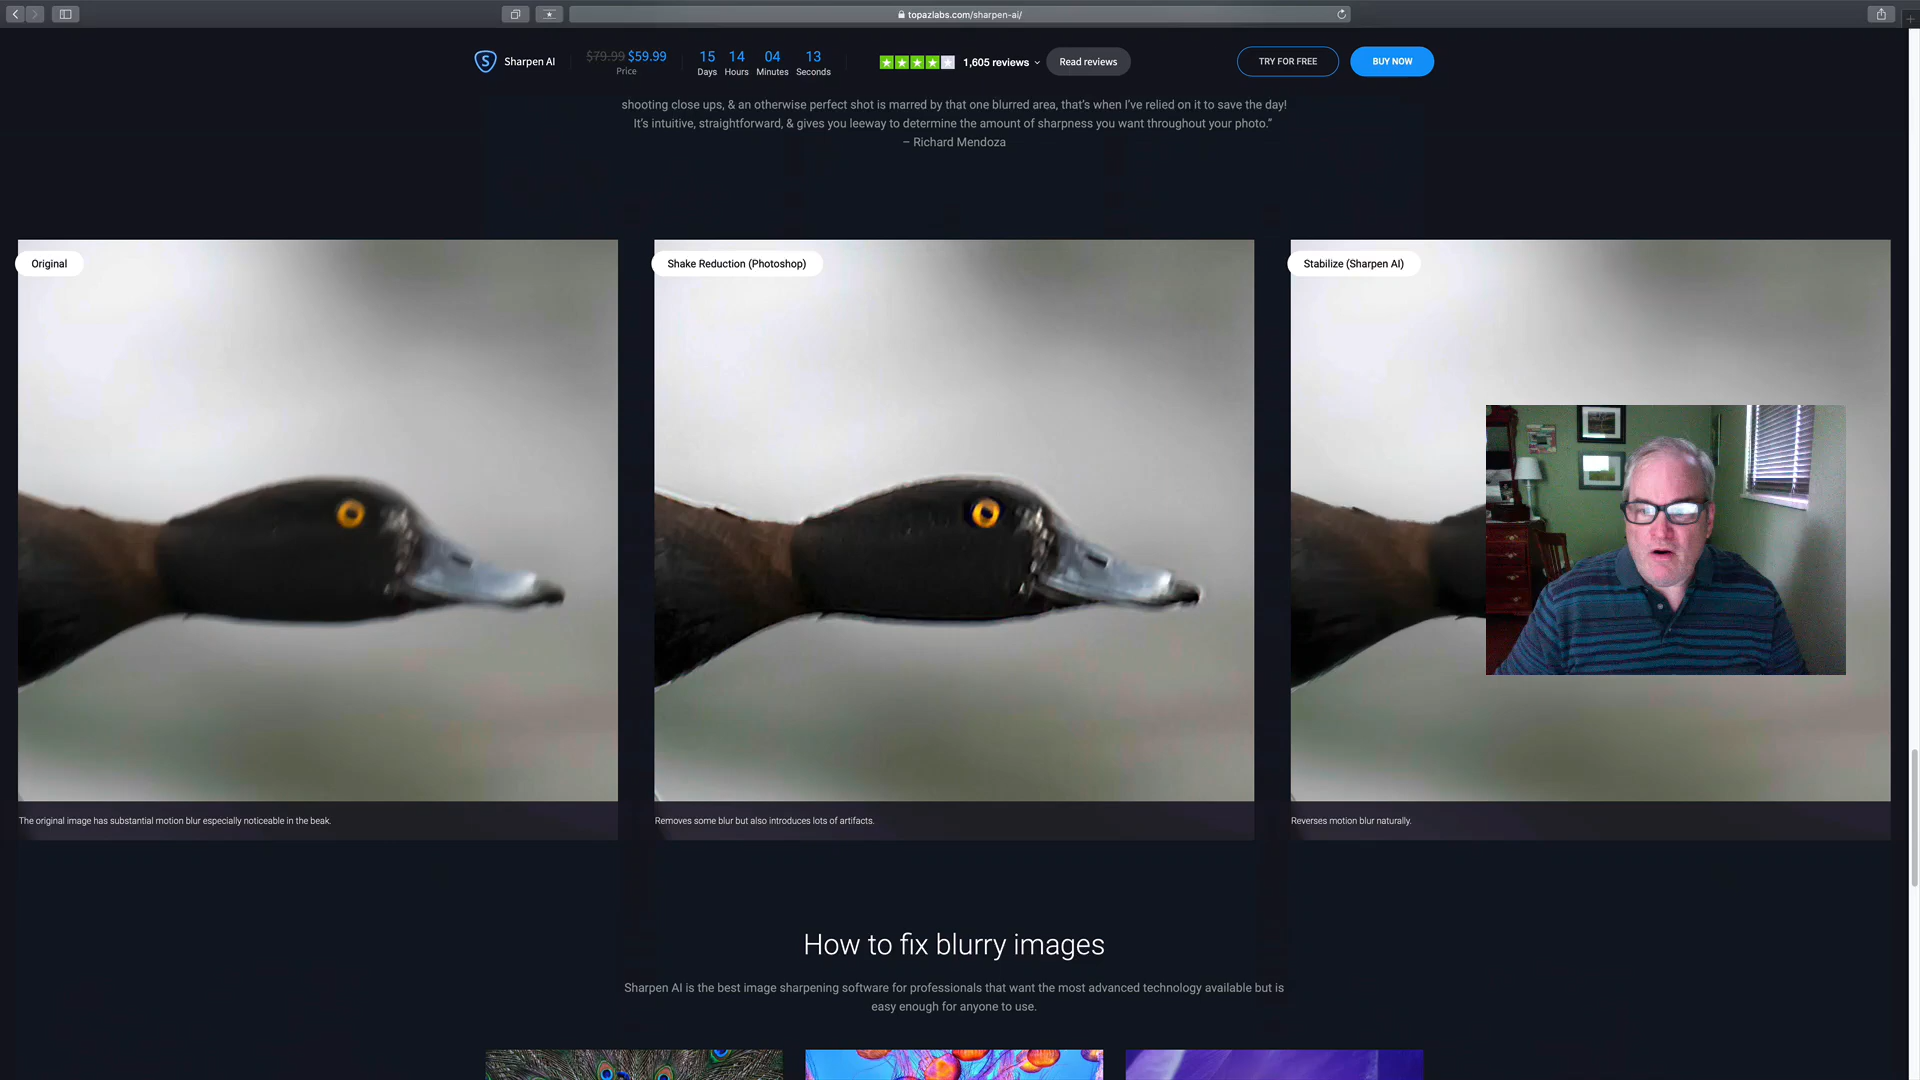 topazlabs.com/sharpen-ai/
Sharpen AI
$79.99 $59.99
Price
15 14 04 13
Days Hours Minutes Seconds
1,605 reviews
Read reviews
TRY FOR FREE
BUY NOW
shooting close ups, & an otherwise perfect shot is marred by that one blurred area, that's when I've relied on it to save the day!
It's intuitive, straightforward, & gives you leeway to determine the amount of sharpness you want throughout your photo."
– Richard Mendoza
Original
Shake Reduction (Photoshop)
Stabilize (Sharpen AI)
The original image has substantial motion blur especially noticeable in the beak.
Removes some blur but also introduces lots of artifacts.
Reverses motion blur naturally.
How to fix blurry images
Sharpen AI is the best image sharpening software for professionals that want the most advanced technology available but is
easy enough for anyone to use.